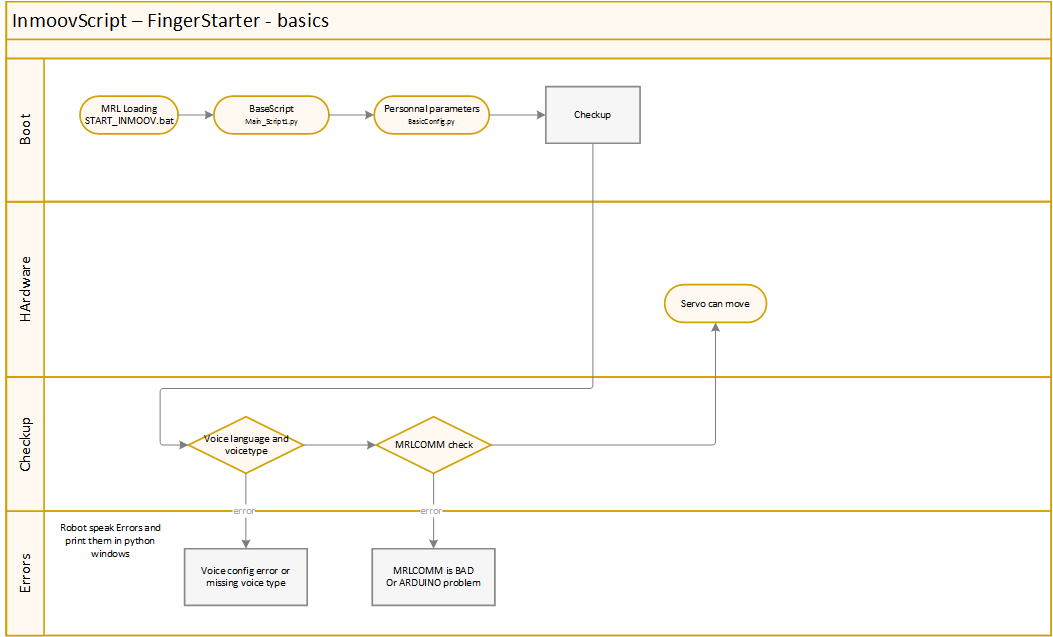 InmoovScript – FingerStarter - basics
Boot
MRL Loading
START_INMOOV.bat
BaseScript
Main_Script1.py
Personnal parameters
BasicConfig.py
Checkup
HArdware
Servo can move
Checkup
Voice language and
voicetype
MRLCOMM check
error
error
Errors
Robot speak Errors and
print them in python
windows
Voice config error or
missing voice type
MRLCOMM is BAD
Or ARDUINO problem